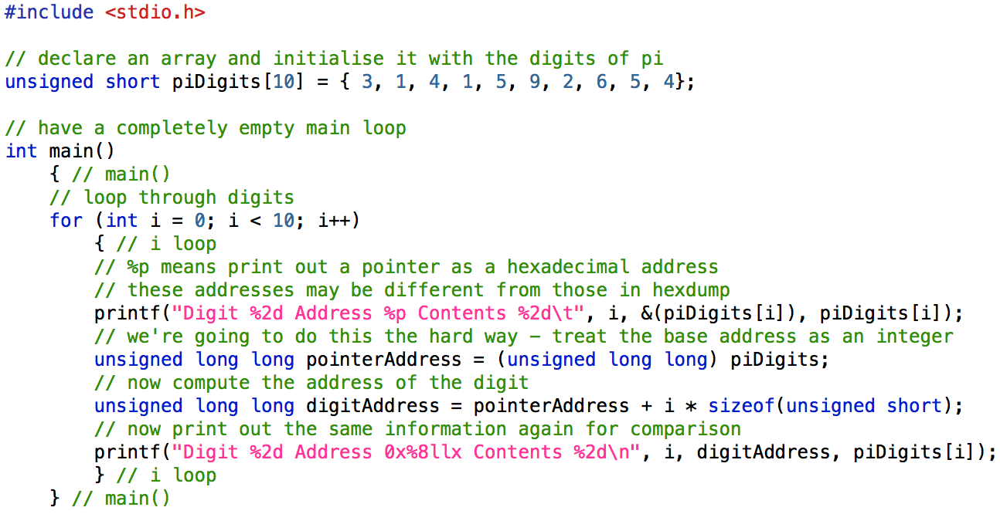 #include <stdio.h>

// declare an array and initialise it with the digits of pi
unsigned short piDigits[10] = { 3, 1, 4, 1, 5, 9, 2, 6, 5, 4};

// have a completely empty main loop
int main()
    { // main()
    // loop through digits
    for (int i = 0; i < 10; i++)
        { // i loop
        // %p means print out a pointer as a hexadecimal address
        // these addresses may be different from those in hexdump
        printf("Digit %2d Address %p Contents %2d\t", i, &(piDigits[i]), piDigits[i]);
        // we're going to do this the hard way – treat the base address as an integer
        unsigned long long pointerAddress = (unsigned long long) piDigits;
        // now compute the address of the digit
        unsigned long long digitAddress = pointerAddress + i * sizeof(unsigned short);
        // now print out the same information again for comparison
        printf("Digit %2d Address 0x%8llx Contents %2d\n", i, digitAddress, piDigits[i]);
        } // i loop
    } // main()